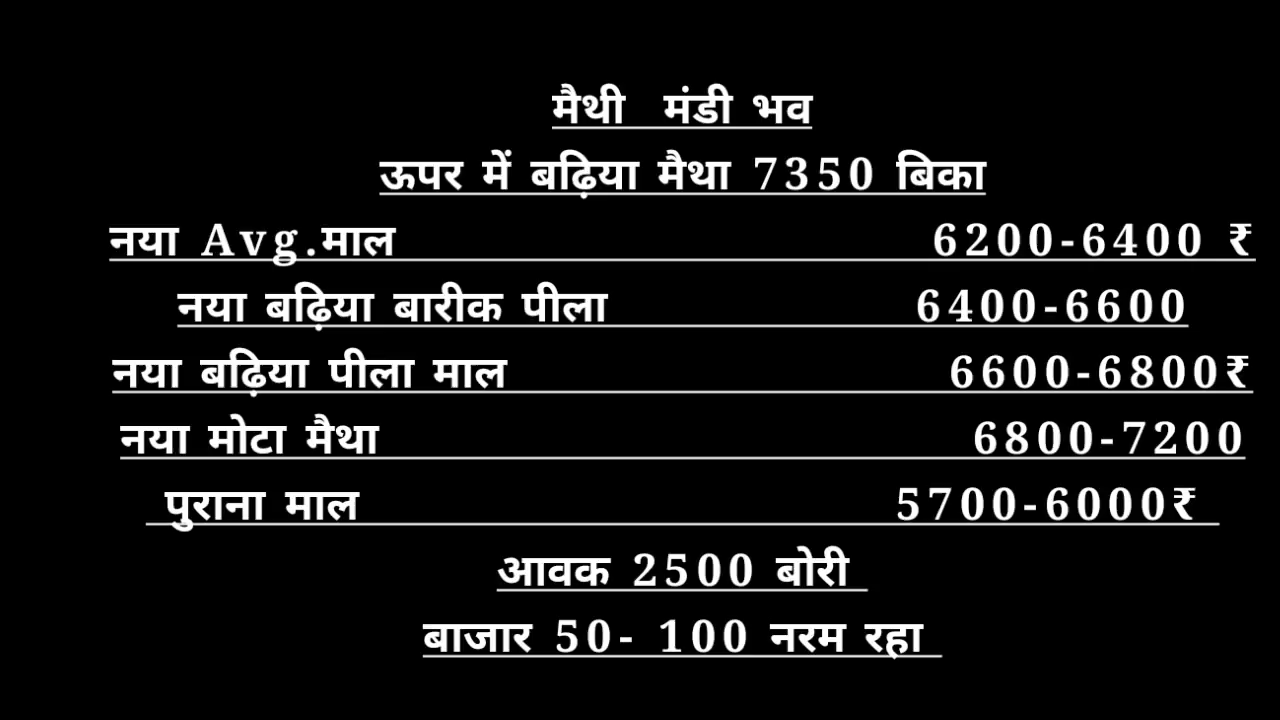 मैथी मंडी भव
ऊपर में बढ़िया मैथा 7350 बिका
नया Avg.माल 6200-6400 ₹
नया बढ़िया बारीक पीला 6400-6600
नया बढ़िया पीला माल 6600-6800₹
नया मोटा मैथा 6800-7200
पुराना माल 5700-6000₹
आवक 2500 बोरी
बाजार 50- 100 नरम रहा